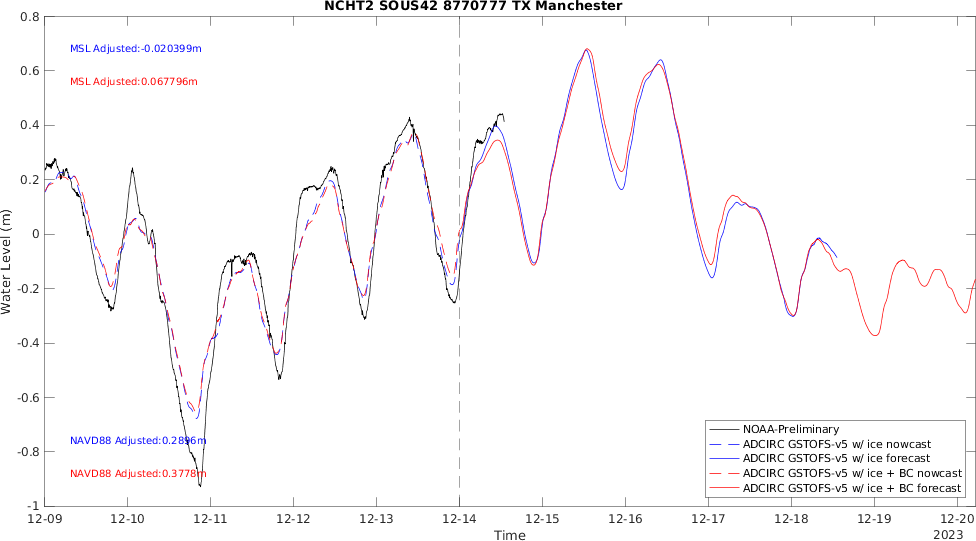 NCHT2 SOUS42 8770777 TX Manchester
0.8
MSL Adjusted:-0.020399m
0.6
MSL Adjusted:0.067796m
0.4
0.2
0
Water Level (m)
-0.2
-0.4
-0.6
NAVD88 Adjusted:0.2896m
-0.8
NAVD88 Adjusted:0.3778m
-1
NOAA-Preliminary
ADCIRC GSTOFS-v5 w/ ice nowcast
ADCIRC GSTOFS-v5 w/ ice forecast
ADCIRC GSTOFS-v5 w/ ice + BC nowcast
ADCIRC GSTOFS-v5 w/ ice + BC forecast
12-09 12-10 12-11 12-12 12-13 12-14 12-15 12-16 12-17 12-18 12-19 12-20
Time
2023